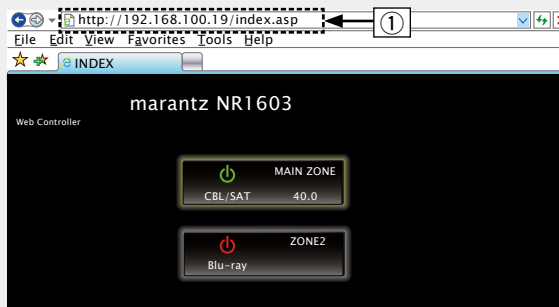 http://192.168.100.19/index.asp
①
File Edit View Favorites Tools Help
INDEX
marantz NR1603
Web Controller
MAIN ZONE
CBL/SAT 40.0
ZONE2
Blu-ray